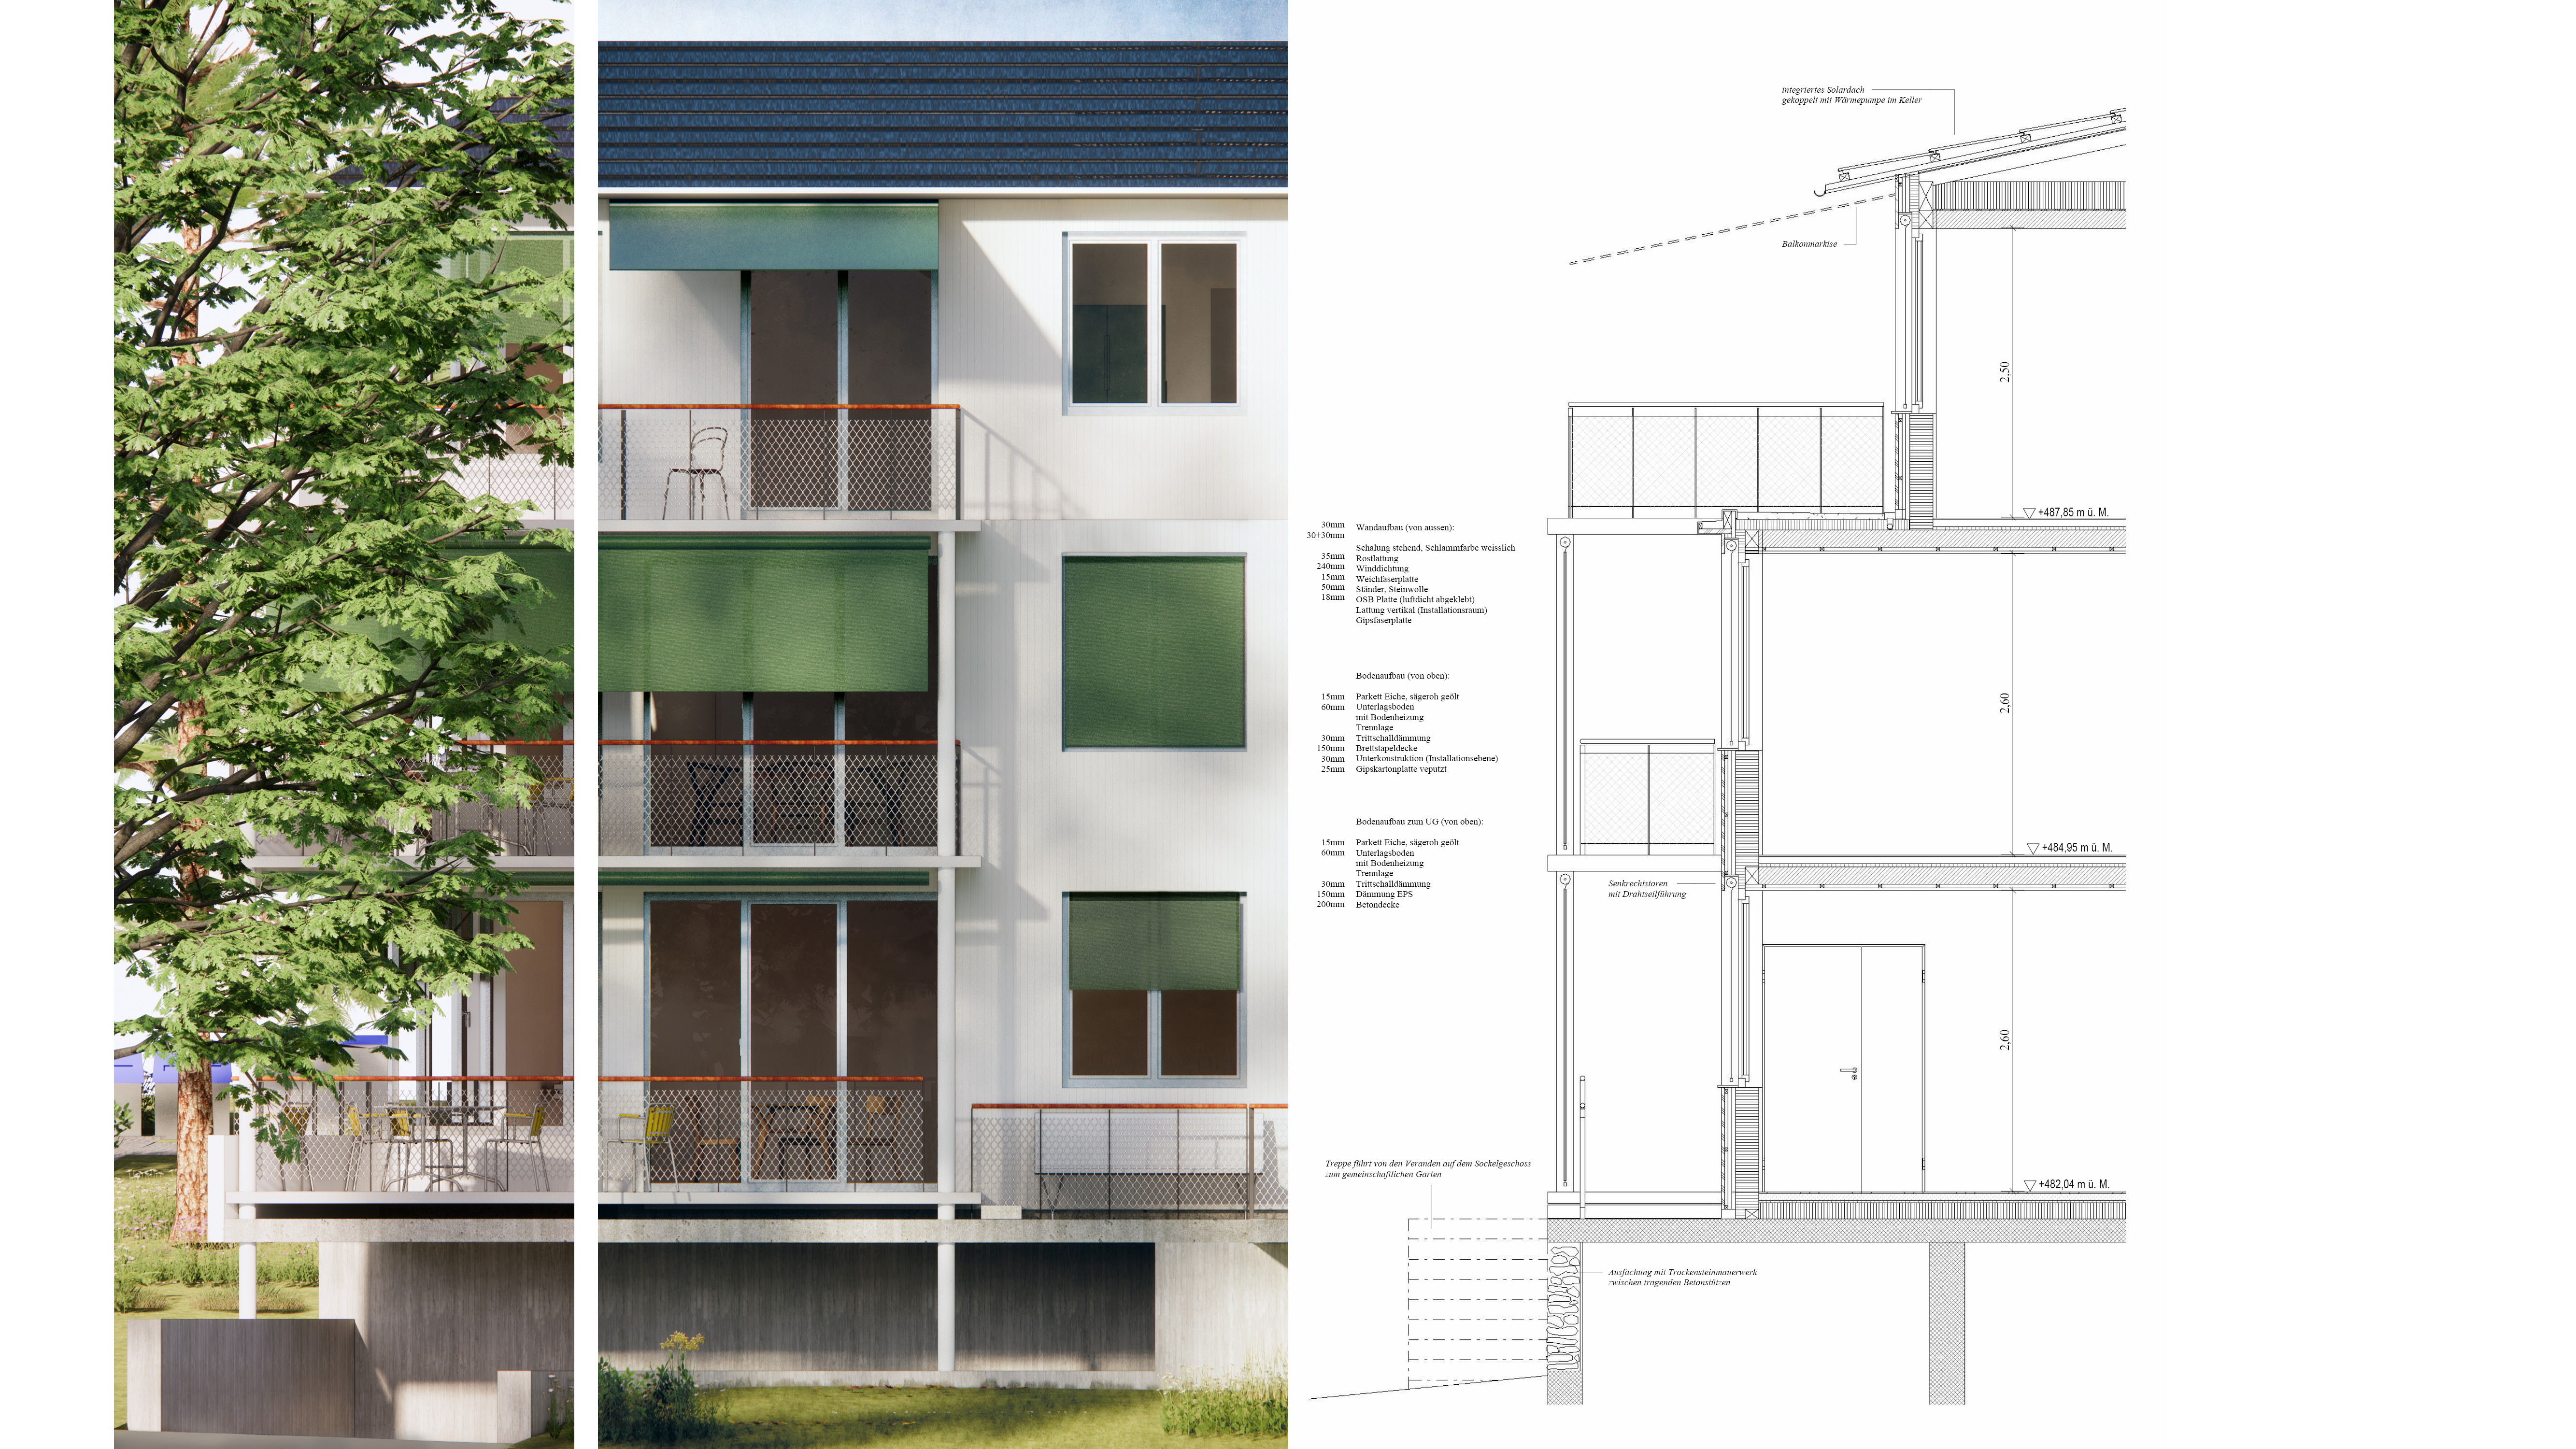 integriertes Solardach
gekoppelt mit Wärmepumpe im Keller
Balkonmarkise
2,50
+487,85 m ü. M.
30mm
30+30mm
35mm
240mm
15mm
50mm
18mm
Wandaufbau (von aussen):
Schalung stehend, Schlammfarbe weisslich
Rostlattung
Winddichtung
Weichfaserplatte
Ständer, Steinwolle
OSB Platte (luftdicht abgeklebt)
Lattung vertikal (Installationsraum)
Gipsfaserplatte
2,60
Bodenaufbau (von oben):
15mm Parkett Eiche, sägeroh geölt
60mm Unterlagsboden
mit Bodenheizung
Trennlage
30mm Trittschalldämmung
150mm Brettstapeldecke
30mm Unterkonstruktion (Installationsebene)
25mm Gipskartonplatte veputzt
+484,95 m ü. M.
Bodenaufbau zum UG (von oben):
15mm Parkett Eiche, sägeroh geölt
60mm Unterlagsboden
mit Bodenheizung
Trennlage
30mm Trittschalldämmung
150mm Dämmung EPS
200mm Betondecke
Senkrechtstoren
mit Drahtseilführung
2,60
Treppe führt von den Veranden auf dem Sockelgeschoss
zum gemeinschaftlichen Garten
+482,04 m ü. M.
Ausfachung mit Trockensteinmauerwerk
zwischen tragenden Betonstützen